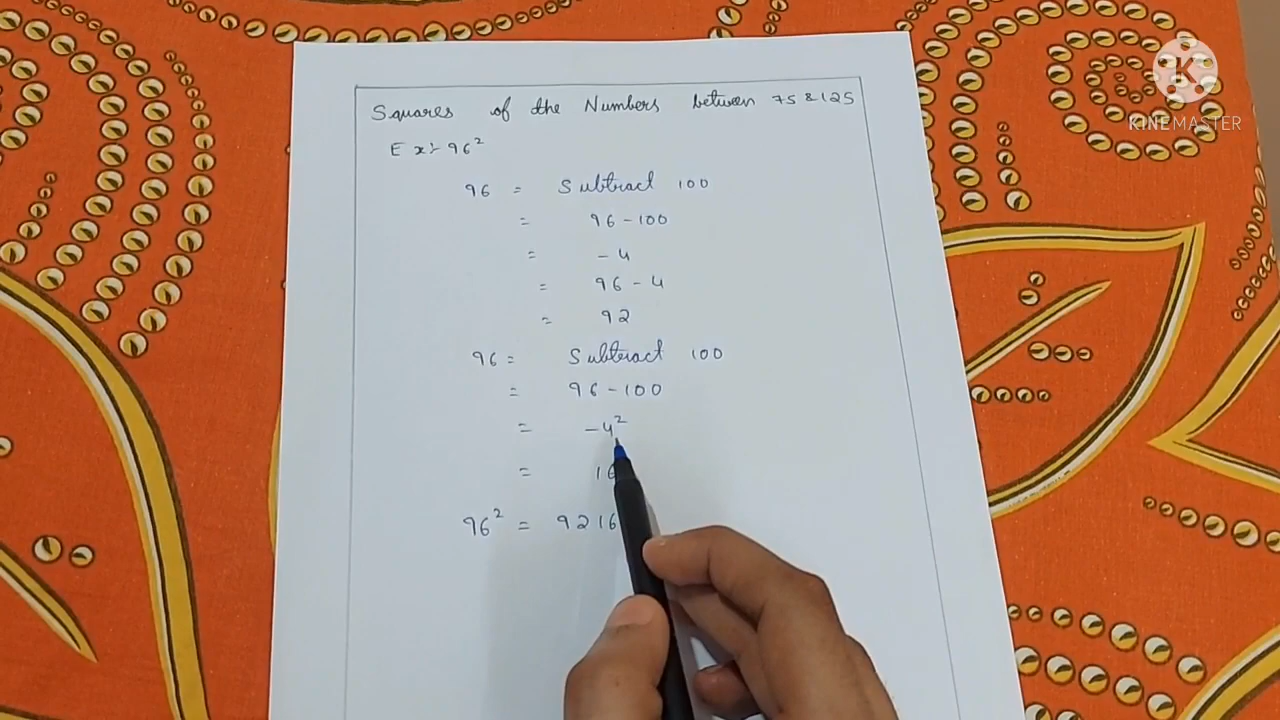 Squares of the Numbers between 75 & 125
Ex:- 96²
96 = Subtract 100
= 96 - 100
= - 4
= 96 - 4
= 92
96 = Subtract 100
= 96 - 100
= - 4²
= 16
96² = 9216
K
KINEMASTER